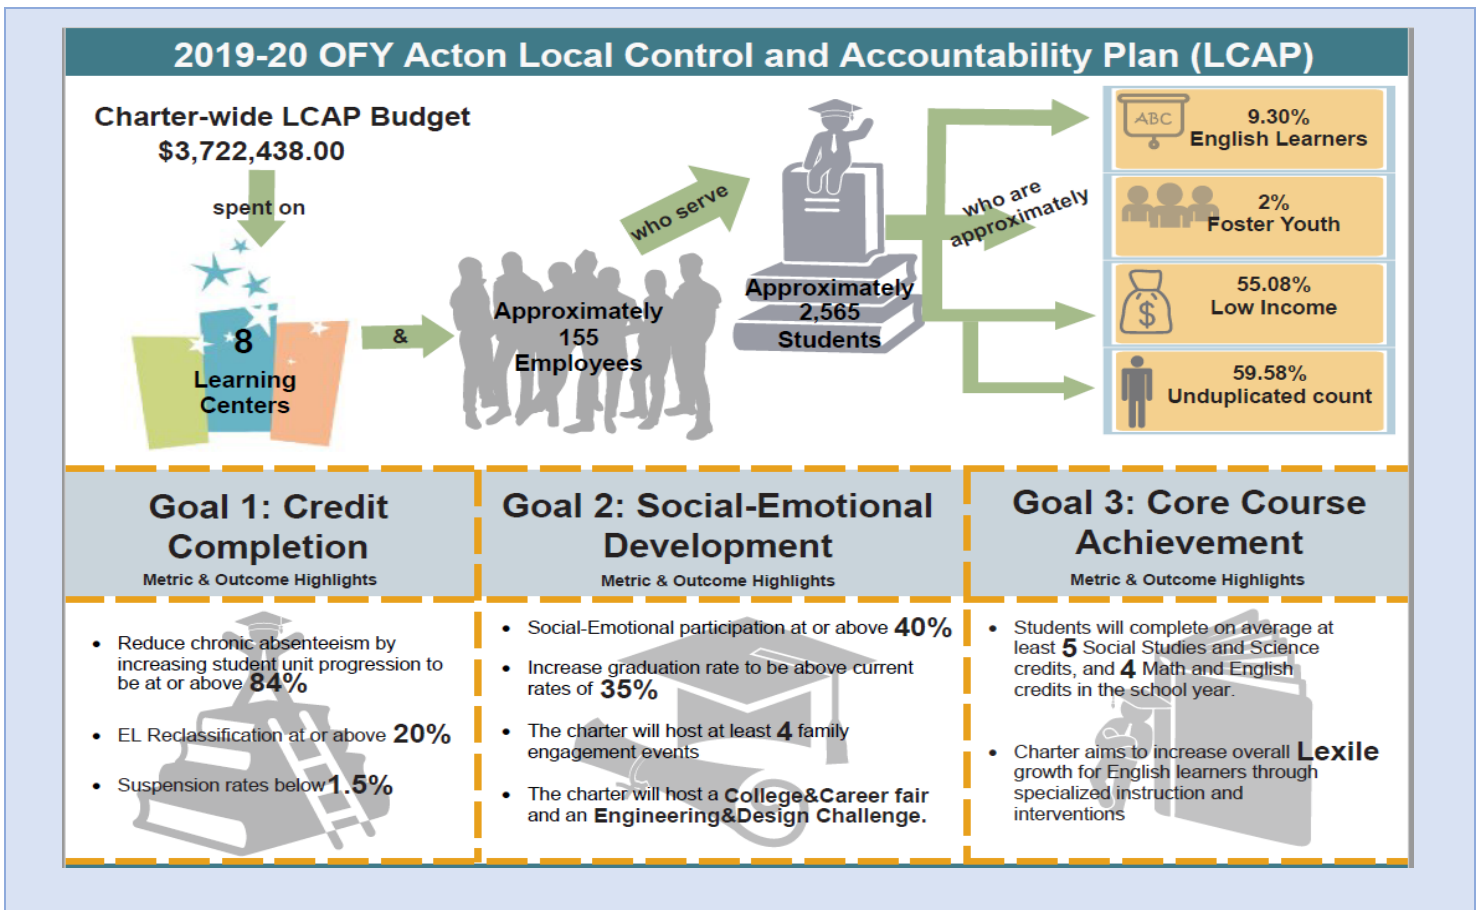 2019-20 OFY Acton Local Control and Accountability Plan (LCAP)
Charter-wide LCAP Budget
$3,722,438.00
spent on
8
Learning
Centers
&
Approximately
155
Employees
who serve
Approximately
2,565
Students
who are
approximately
ABC
9.30%
English Learners
2%
Foster Youth
$
55.08%
Low Income
59.58%
Unduplicated count
Goal 1: Credit
Completion
Metric & Outcome Highlights
• Reduce chronic absenteeism by
increasing student unit progression to
be at or above 84%
• EL Reclassification at or above 20%
• Suspension rates below 1.5%
Goal 2: Social-Emotional
Development
Metric & Outcome Highlights
• Social-Emotional participation at or above 40%
• Increase graduation rate to be above current
rates of 35%
• The charter will host at least 4 family
engagement events
• The charter will host a College&Career fair
and an Engineering&Design Challenge.
Goal 3: Core Course
Achievement
Metric & Outcome Highlights
• Students will complete on average at
least 5 Social Studies and Science
credits, and 4 Math and English
credits in the school year.
• Charter aims to increase overall Lexile
growth for English learners through
specialized instruction and
interventions